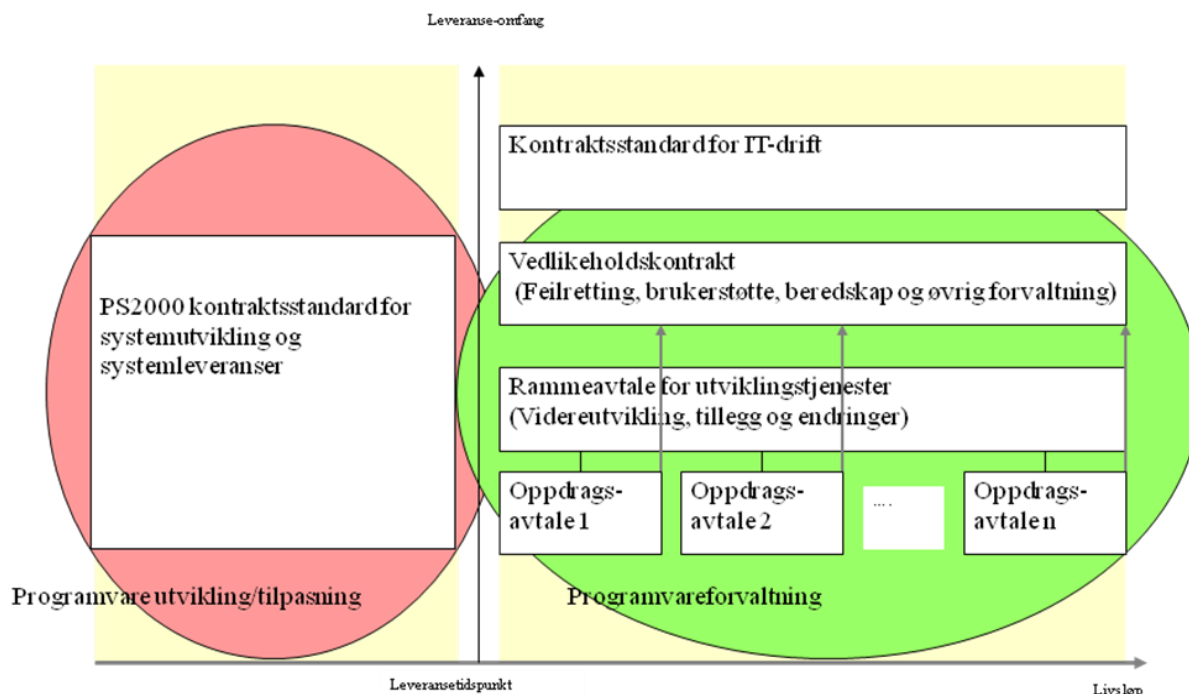 Leveranse-omfang
Kontraktsstandard for IT-drift
Vedlikeholdskontrakt
(Feilretting, brukerstøtte, beredskap og øvrig forvaltning)
PS2000 kontraktsstandard for
systemutvikling og
systemleveranser
Rammeavtale for utviklingstjenester
(Videreutvikling, tillegg og endringer)
Oppdrags-
avtale 1
Oppdrags-
avtale 2
... .
Oppdrags-
avtale n
Programvare utvikling/tilpasning
Programvareforvaltning
Leveransetidspunkt
Livsløp